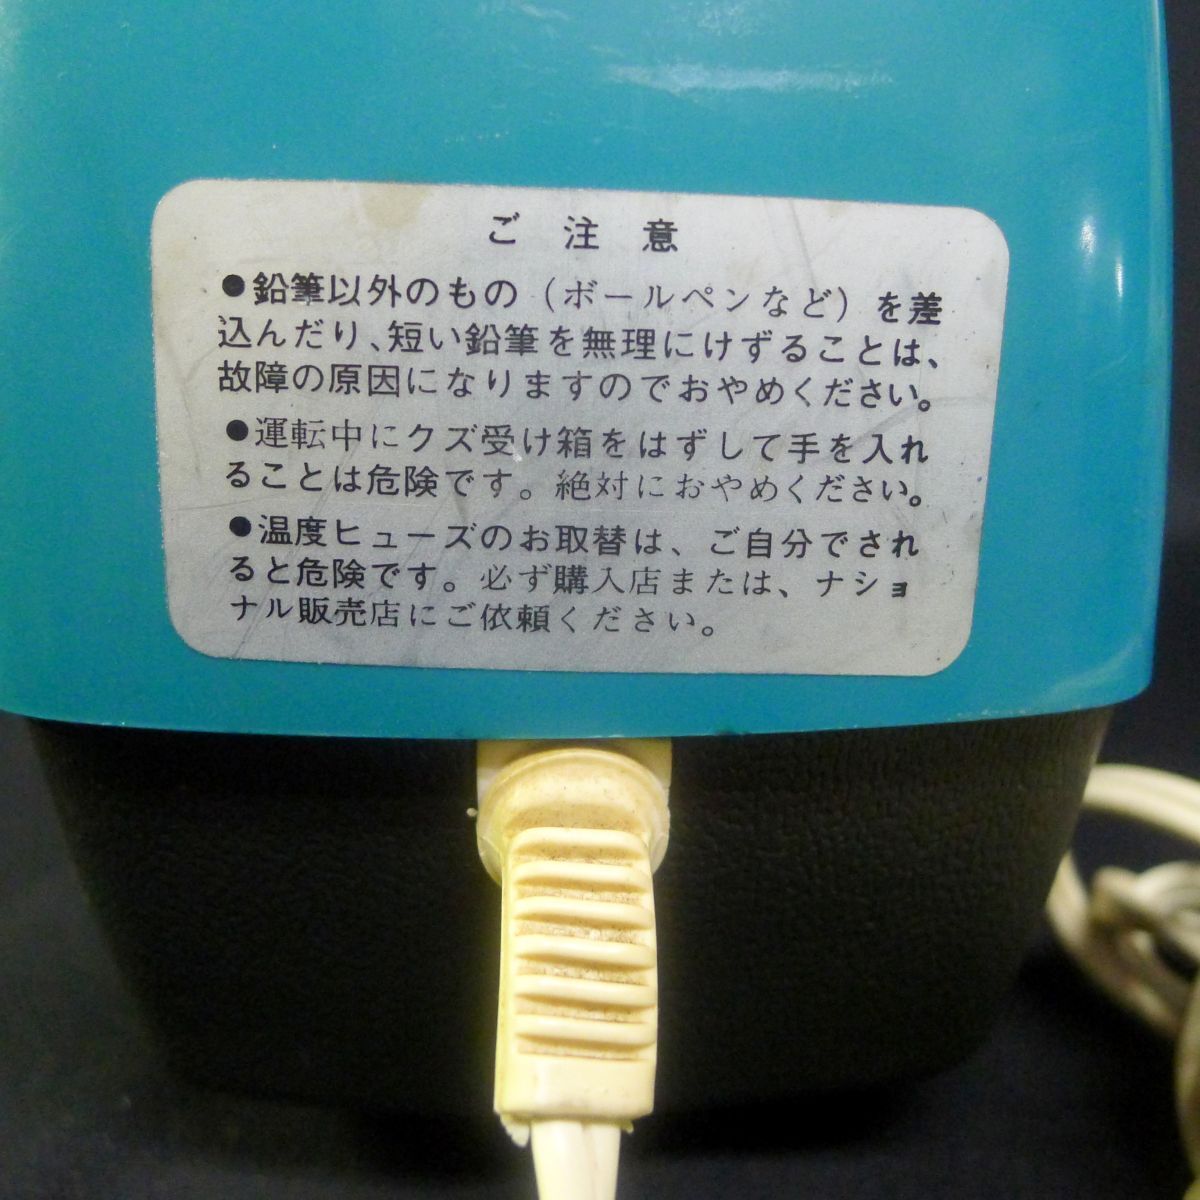 ご注意
●鉛筆以外のもの（ボールペンなど）を差
込んだり、短い鉛筆を無理にけずることは、
故障の原因になりますのでおやめください。
●運転中にクズ受け箱をはずして手を入れ
ることは危険です。絶対におやめください。
●温度ヒューズのお取替は、ご自分でされ
ると危険です。必ず購入店または、ナショ
ナル販売店にご依頼ください。